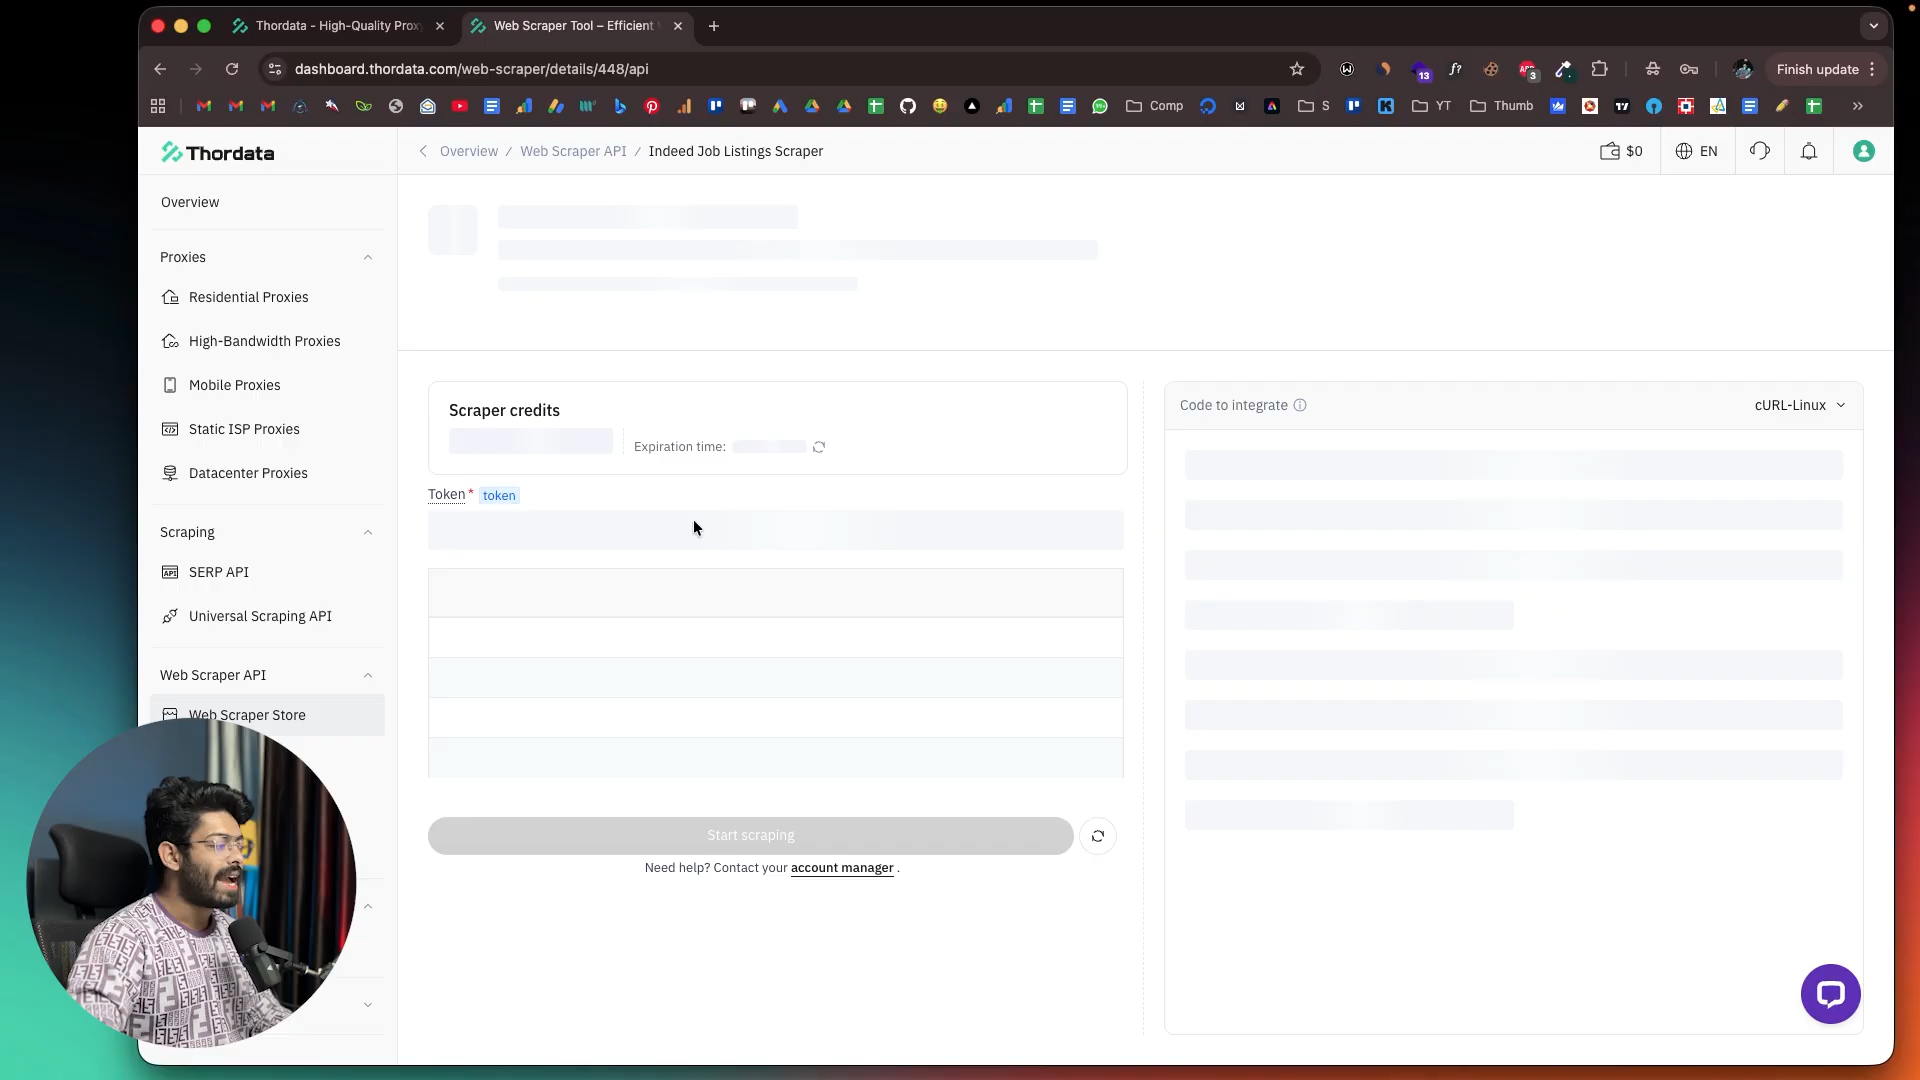 Thordata - High-Quality Prox
Web Scraper Tool – Efficient
dashboard.thordata.com/web-scraper/details/448/api
13
f?
3
Finish update
Comp
S
YT
Thumb
Thordata
Overview / Web Scraper API / Indeed Job Listings Scraper
$0
EN
Overview
Proxies
Residential Proxies
High-Bandwidth Proxies
Mobile Proxies
Static ISP Proxies
Datacenter Proxies
Scraping
SERP API
Universal Scraping API
Web Scraper API
Web Scraper Store
Scraper credits
Expiration time:
Token * token
Start scraping
Need help? Contact your account manager .
Code to integrate
cURL-Linux